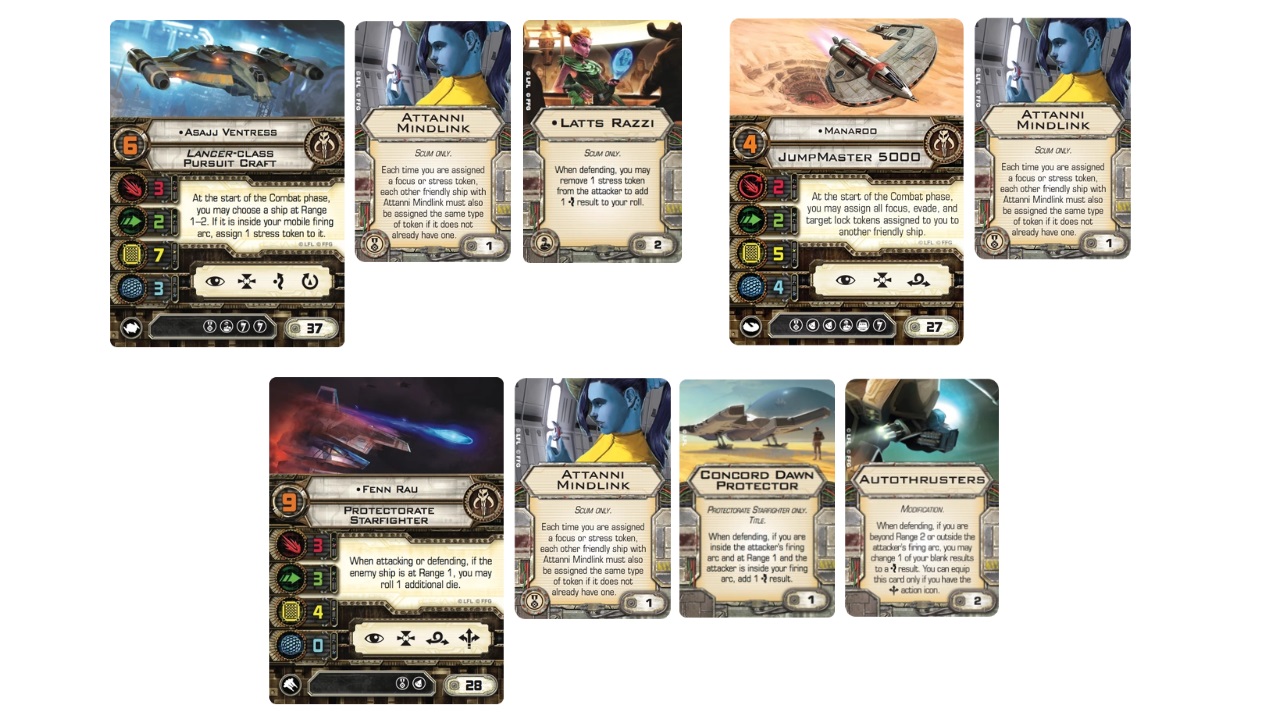 • ASAJJ VENTRESS
6
LANCER-CLASS
PURSUIT CRAFT
3
At the start of the Combat phase,
you may choose a ship at Range
1–2. If it is inside your mobile firing
arc, assign 1 stress token to it.
2
7
© LFL © FFG
3
37
© LFL © FFG
ATTANNI
MINDLINK
SCUM ONLY.
Each time you are assigned
a focus or stress token,
each other friendly ship with
Attanni Mindlink must also
be assigned the same type
of token if it does not
already have one.
1
© LFL © FFG
• LATTS RAZZI
SCUM ONLY.
When defending, you may
remove 1 stress token
from the attacker to add
1 result to your roll.
2
• MANAROO
4
JUMPMASTER 5000
2
At the start of the Combat phase,
you may assign all focus, evade, and
target lock tokens assigned to you to
another friendly ship.
2
5
© LFL © FFG
4
27
© LFL © FFG
ATTANNI
MINDLINK
SCUM ONLY.
Each time you are assigned
a focus or stress token,
each other friendly ship with
Attanni Mindlink must also
be assigned the same type
of token if it does not
already have one.
1
• FENN RAU
9
PROTECTORATE
STARFIGHTER
3
When attacking or defending, if the
enemy ship is at Range 1, you may
roll 1 additional die.
3
4
© LFL © FFG
0
28
© LFL © FFG
ATTANNI
MINDLINK
SCUM ONLY.
Each time you are assigned
a focus or stress token,
each other friendly ship with
Attanni Mindlink must also
be assigned the same type
of token if it does not
already have one.
1
CONCORD DAWN
PROTECTOR
PROTECTORATE STARFIGHTER ONLY.
TITLE.
When defending, if you are
inside the attacker's firing
arc and at Range 1 and the
attacker is inside your firing
arc, add 1 result.
1
© LFL © FFG
AUTOTHRUSTERS
MODIFICATION.
When defending, if you are
beyond Range 2 or outside the
attacker's firing arc, you may
change 1 of your blank results
to a result. You can equip
this card only if you have the
action icon.
2